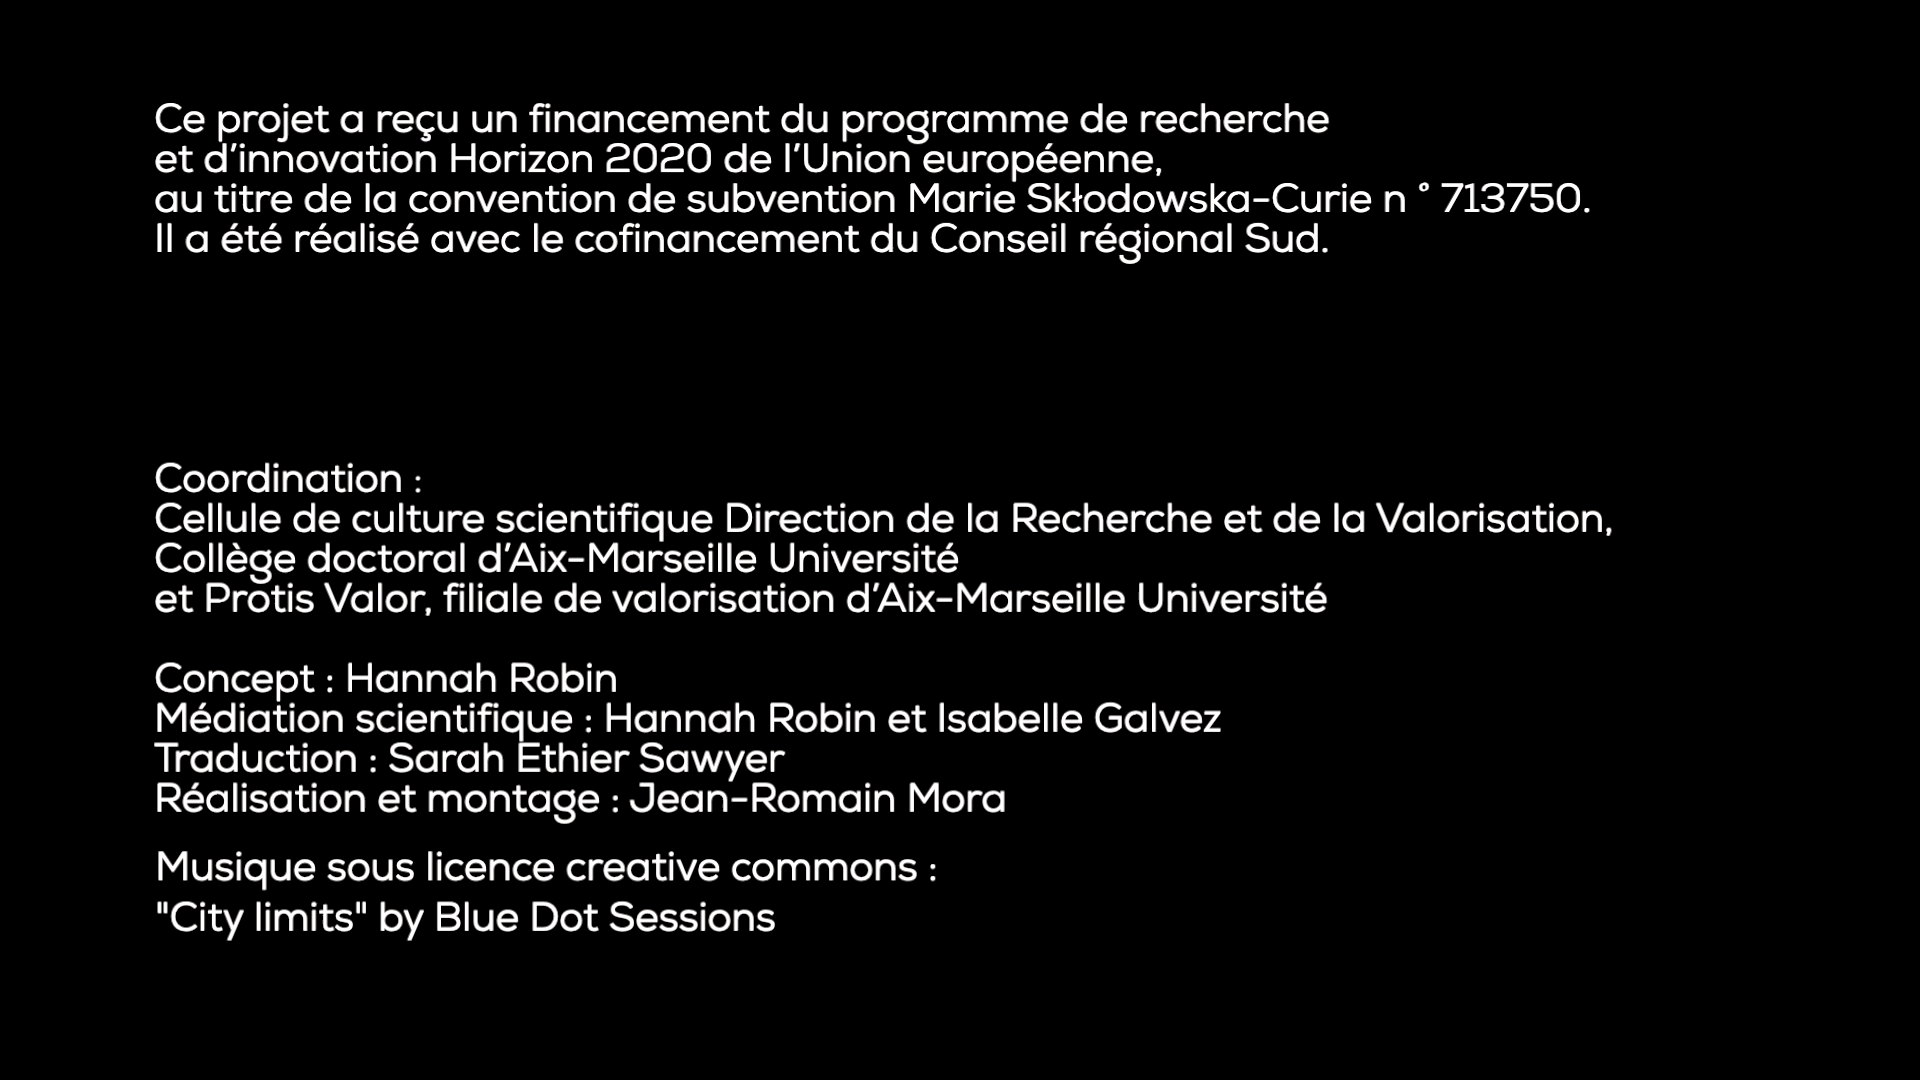 Ce projet a reçu un financement du programme de recherche
et d’innovation Horizon 2020 de l’Union européenne,
au titre de la convention de subvention Marie Skłodowska-Curie n ° 713750.
Il a été réalisé avec le cofinancement du Conseil régional Sud.
Coordination :
Cellule de culture scientifique Direction de la Recherche et de la Valorisation,
Collège doctoral d’Aix-Marseille Université
et Protis Valor, filiale de valorisation d’Aix-Marseille Université
Concept : Hannah Robin
Médiation scientifique : Hannah Robin et Isabelle Galvez
Traduction : Sarah Ethier Sawyer
Réalisation et montage : Jean-Romain Mora
Musique sous licence creative commons :
"City limits" by Blue Dot Sessions